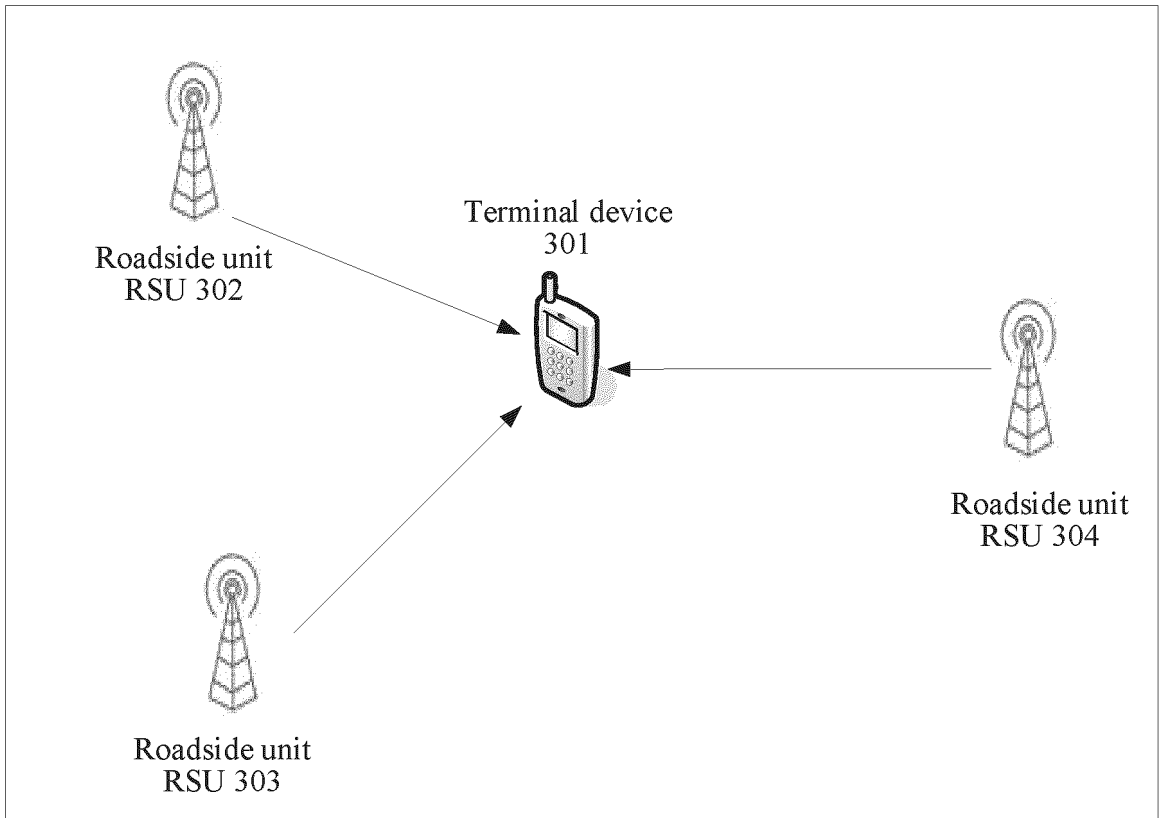 Terminal device
301
Roadside unit
RSU 302
Roadside unit
RSU 304
Roadside unit
RSU 303